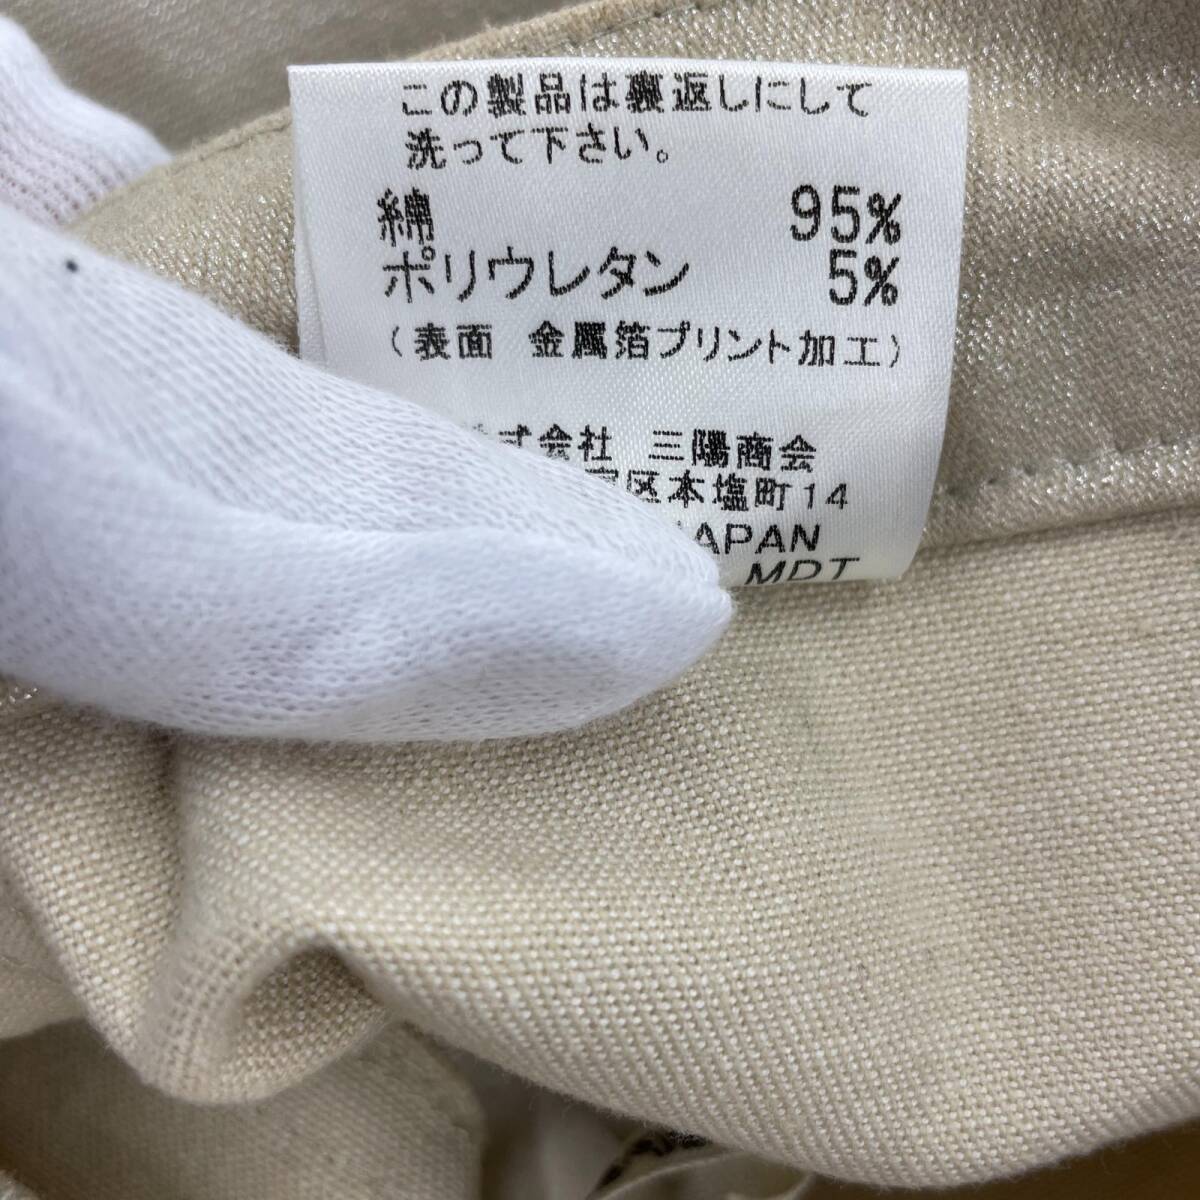 この製品は裏返しにして
洗って下さい。
綿 95%
ポリウレタン 5%
(表面 金属箔プリント加工)
式会社 三陽商会
区本塩町14
JAPAN
MDT